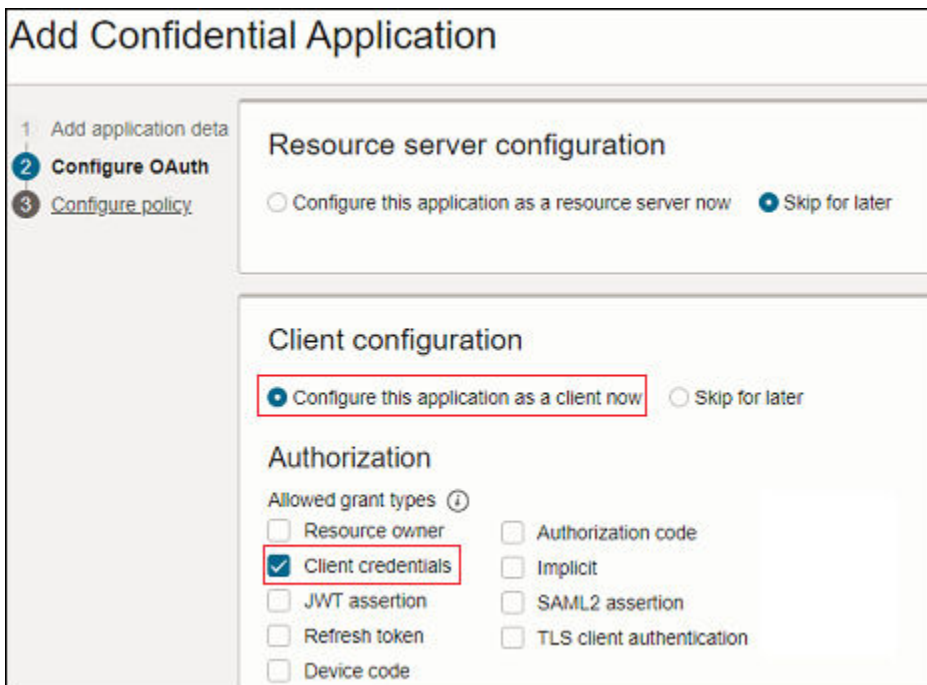 Add Confidential Application
1 Add application deta
2 Configure OAuth
3 Configure policy
Resource server configuration
Configure this application as a resource server now Skip for later
Client configuration
Configure this application as a client now Skip for later
Authorization
Allowed grant types i
Resource owner Authorization code
Client credentials Implicit
JWT assertion SAML2 assertion
Refresh token TLS client authentication
Device code